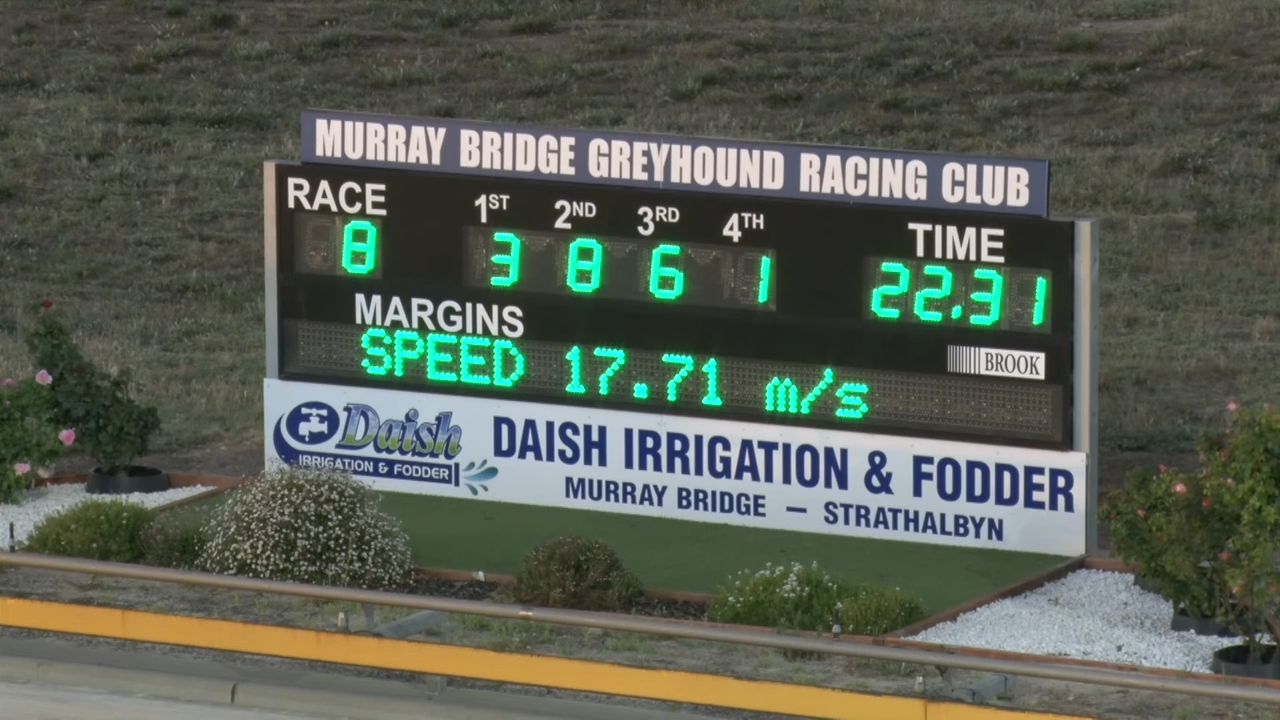 MURRAY BRIDGE GREYHOUND RACING CLUB
RACE 1ST 2ND 3RD 4TH TIME
8 3 8 6 1 22.31
MARGINS
SPEED 17.71 m/s
BROOK
Daish
IRRIGATION & FODDER
DAISH IRRIGATION & FODDER
MURRAY BRIDGE — STRATHALBYN